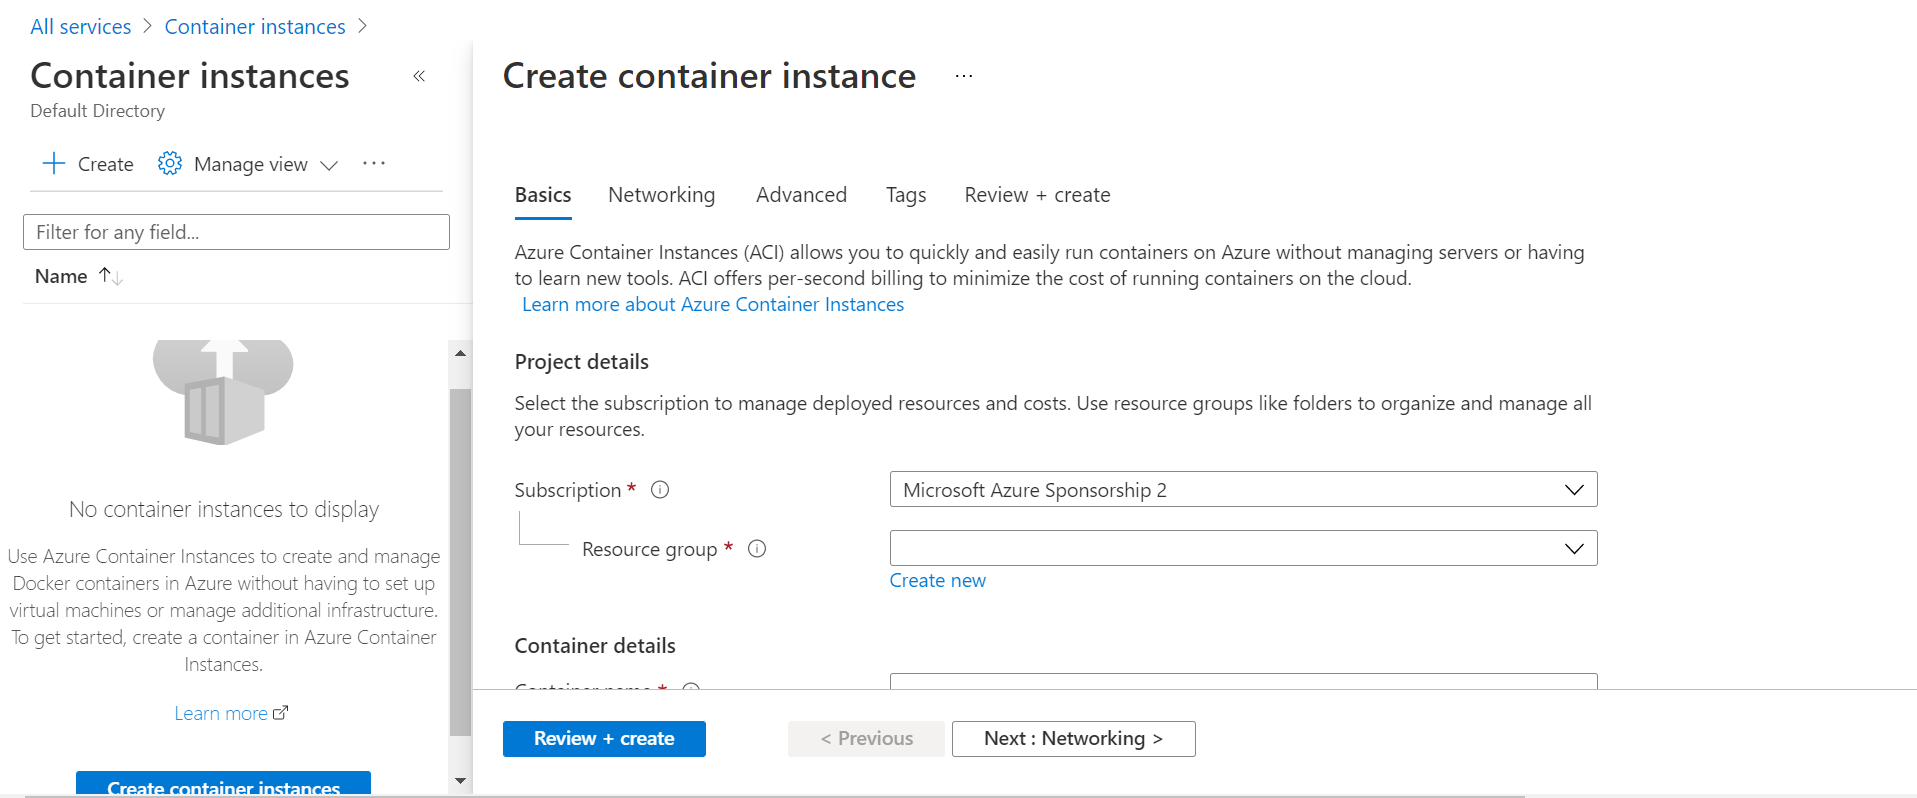 All services > Container instances >
Container instances «
Default Directory
+ Create Manage view ···
Filter for any field...
Name ↑↓
No container instances to display
Use Azure Container Instances to create and manage
Docker containers in Azure without having to set up
virtual machines or manage additional infrastructure.
To get started, create a container in Azure Container
Instances.
Learn more
Create container instances
Create container instance ···
Basics Networking Advanced Tags Review + create
Azure Container Instances (ACI) allows you to quickly and easily run containers on Azure without managing servers or having
to learn new tools. ACI offers per-second billing to minimize the cost of running containers on the cloud.
Learn more about Azure Container Instances
Project details
Select the subscription to manage deployed resources and costs. Use resource groups like folders to organize and manage all
your resources.
Subscription * Microsoft Azure Sponsorship 2
Resource group *
Create new
Container details
Container name *
Review + create < Previous Next : Networking >